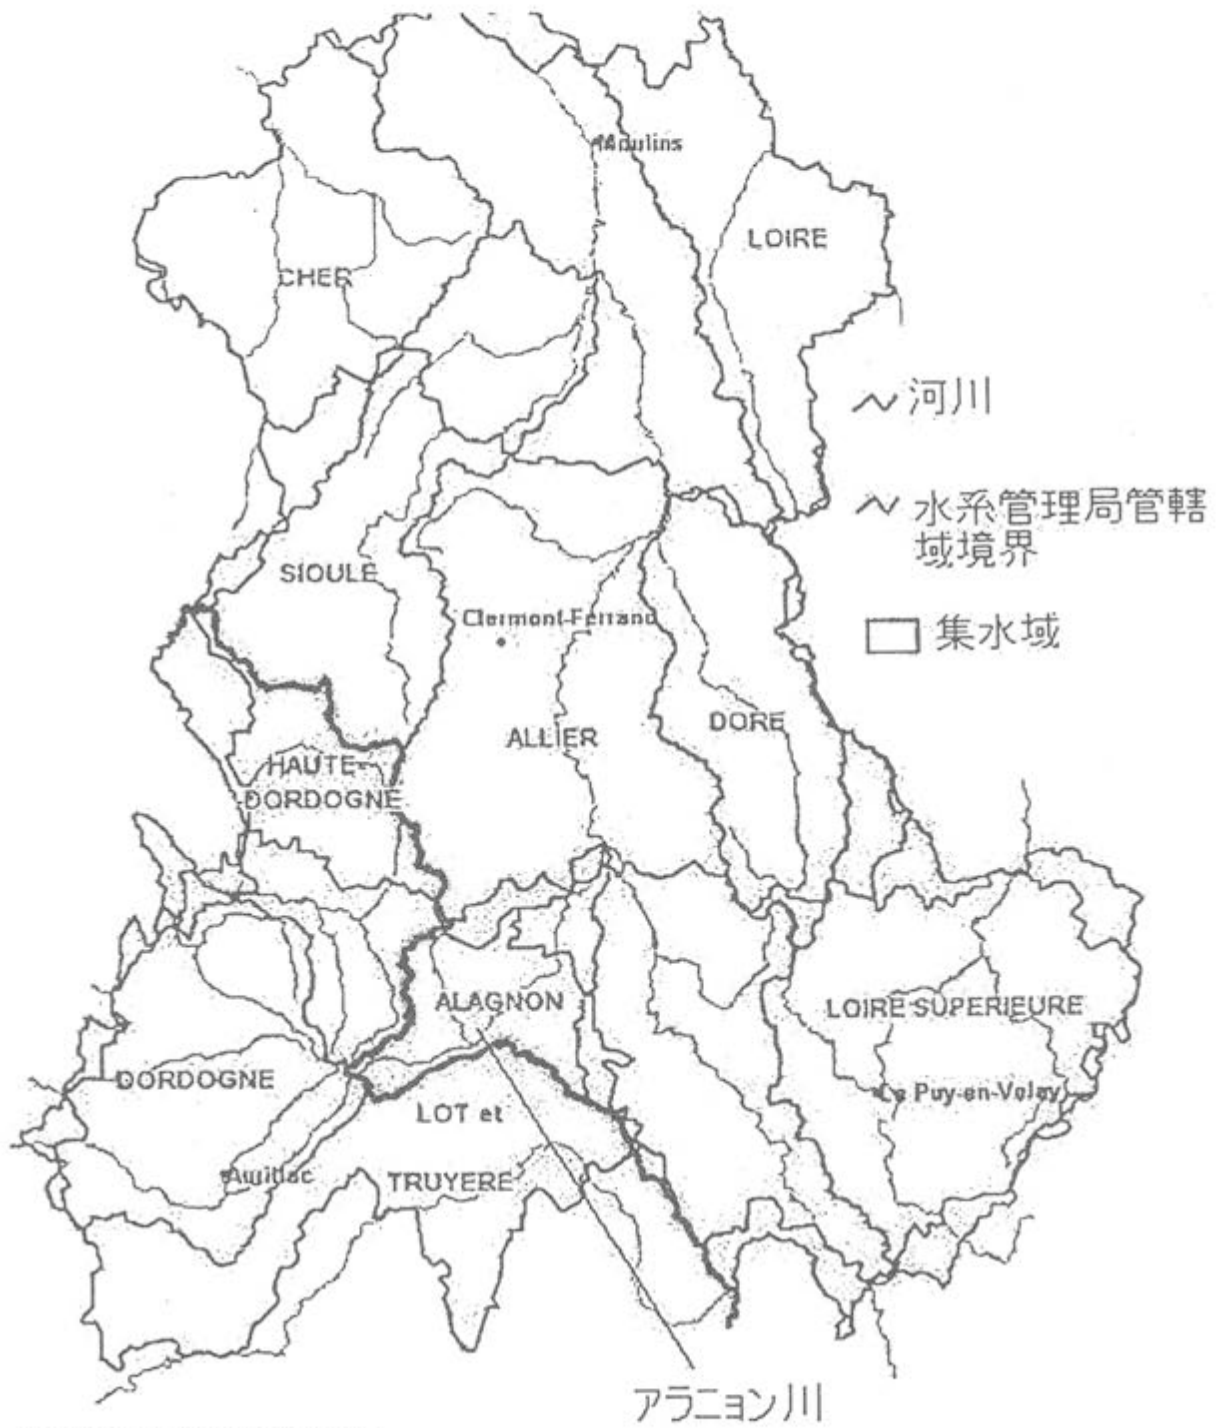 Moulins
LOIRE
CHER
河川
水系管理局管轄
域境界
SIOULE
Clermont-Ferrand
集水域
ALLIER
DORE
HAUTE-
DORDOGNE
ALAGNON
LOIRE SUPERIEURE
DORDOGNE
Le Puy-en-Velay
LOT et
Aurillac
TRUYERE
アラニョン川